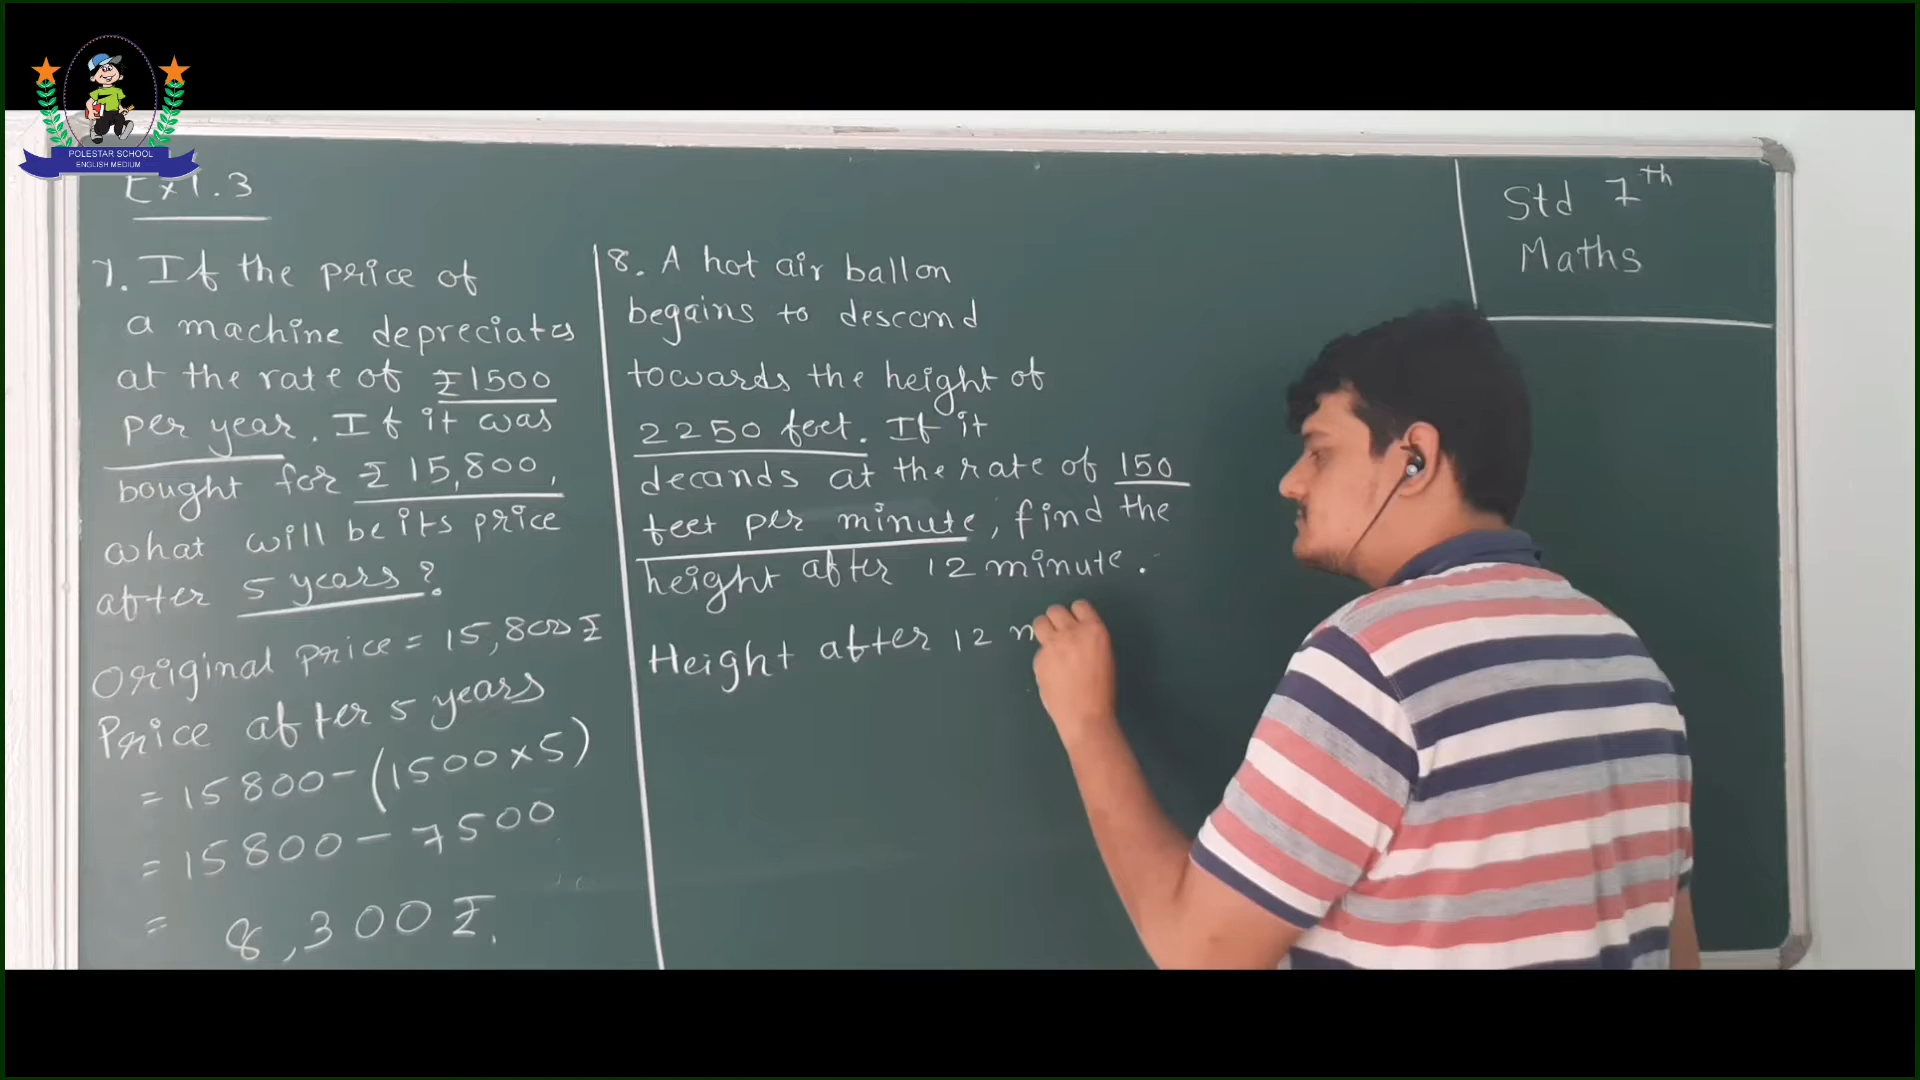 POLESTAR SCHOOL
ENGLISH MEDIUM
Ex 1.3
7. If the price of
a machine depreciates
at the rate of ₹1500
per year. If it was
bought for ₹ 15,800,
what will be its price
after 5 years?
Original price = 15,800 ₹
Price after 5 years
= 15800 - (1500 × 5)
= 15800 - 7500
= 8,300 ₹.
8. A hot air ballon
begains to descond
towards the height of
2250 feet. If it
decands at the rate of 150
feet per minute, find the
height after 12 minute.
Height after 12 m
Std 7th
Maths